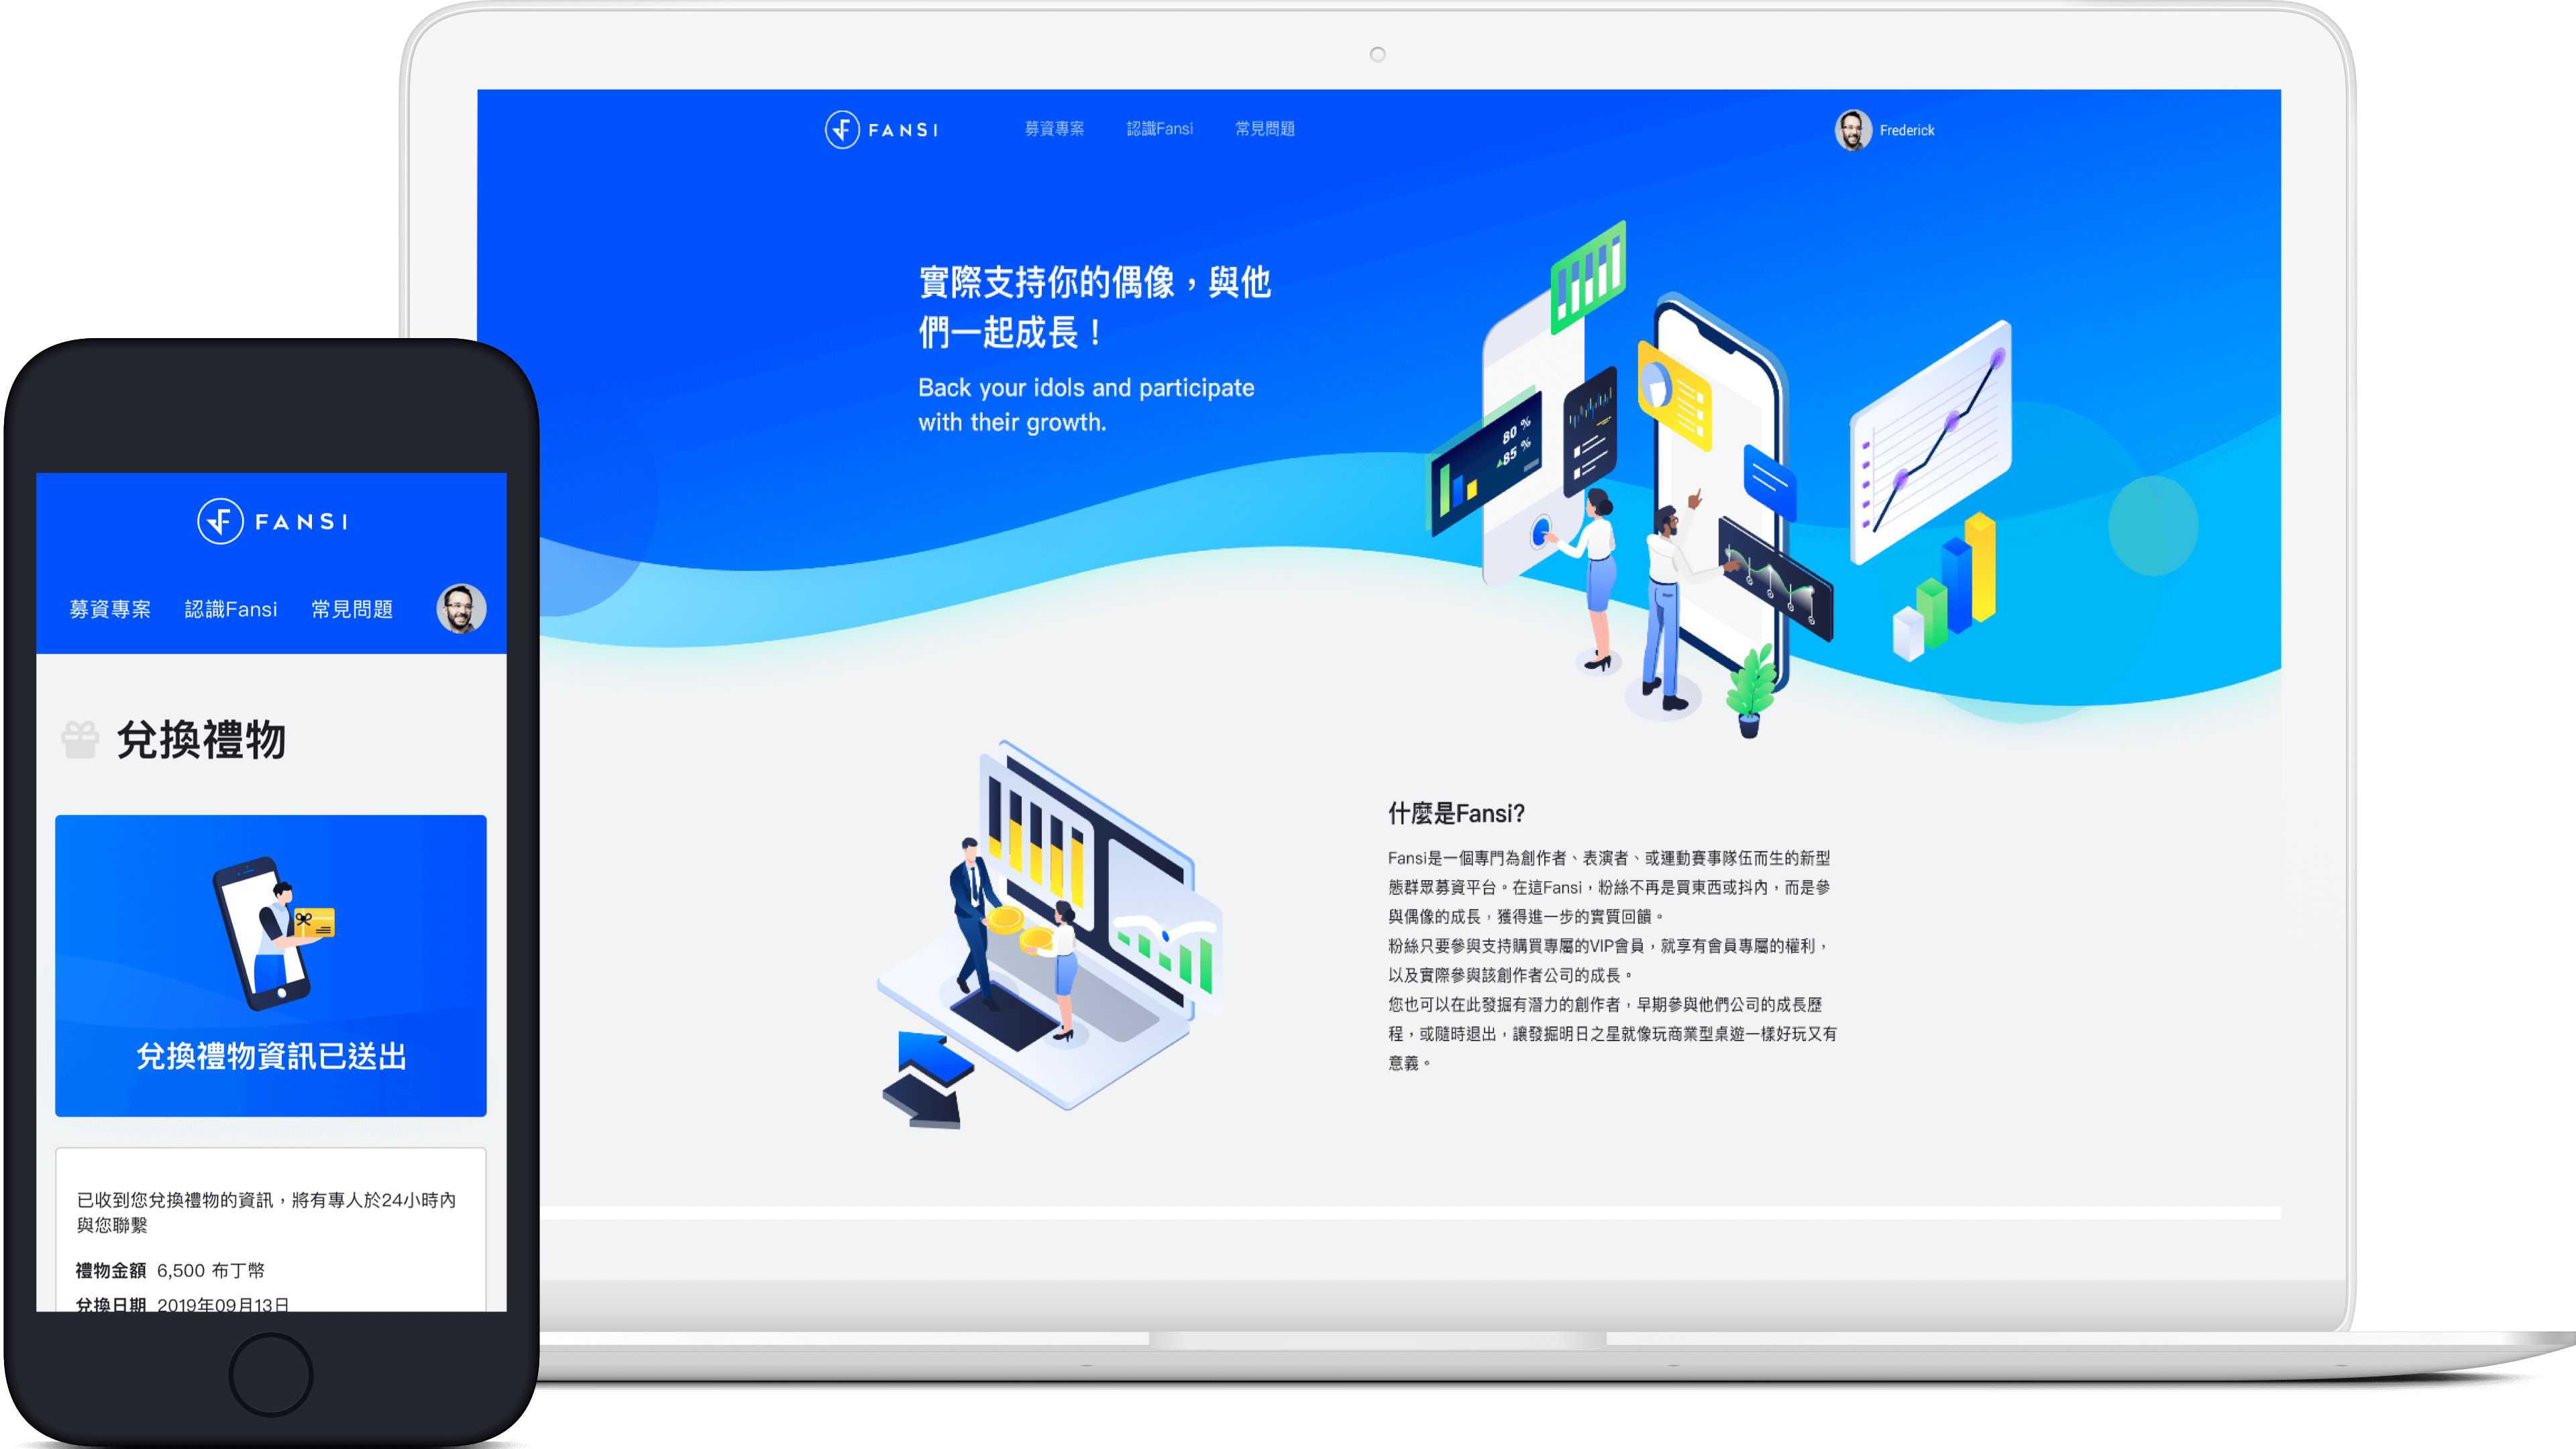 FANSI
募資專案 認識Fansi 常見問題
Frederick
實際支持你的偶像，與他
們一起成長！
Back your idols and participate
with their growth.
80 %
85 %
什麼是Fansi?
Fansi是一個專門為創作者、表演者、或運動賽事隊伍而生的新型
態群眾募資平台。在這Fansi，粉絲不再是買東西或抖內，而是參
與偶像的成長，獲得進一步的實質回饋。
粉絲只要參與支持購買專屬的VIP會員，就享有會員專屬的權利，
以及實際參與該創作者公司的成長。
您也可以在此發掘有潛力的創作者，早期參與他們公司的成長歷
程，或隨時退出，讓發掘明日之星就像玩商業型桌遊一樣好玩又有
意義。
FANSI
募資專案 認識Fansi 常見問題
兌換禮物
兌換禮物資訊已送出
已收到您兌換禮物的資訊，將有專人於24小時內
與您聯繫
禮物金額 6,500 布丁幣
兌換日期 2019年09月13日